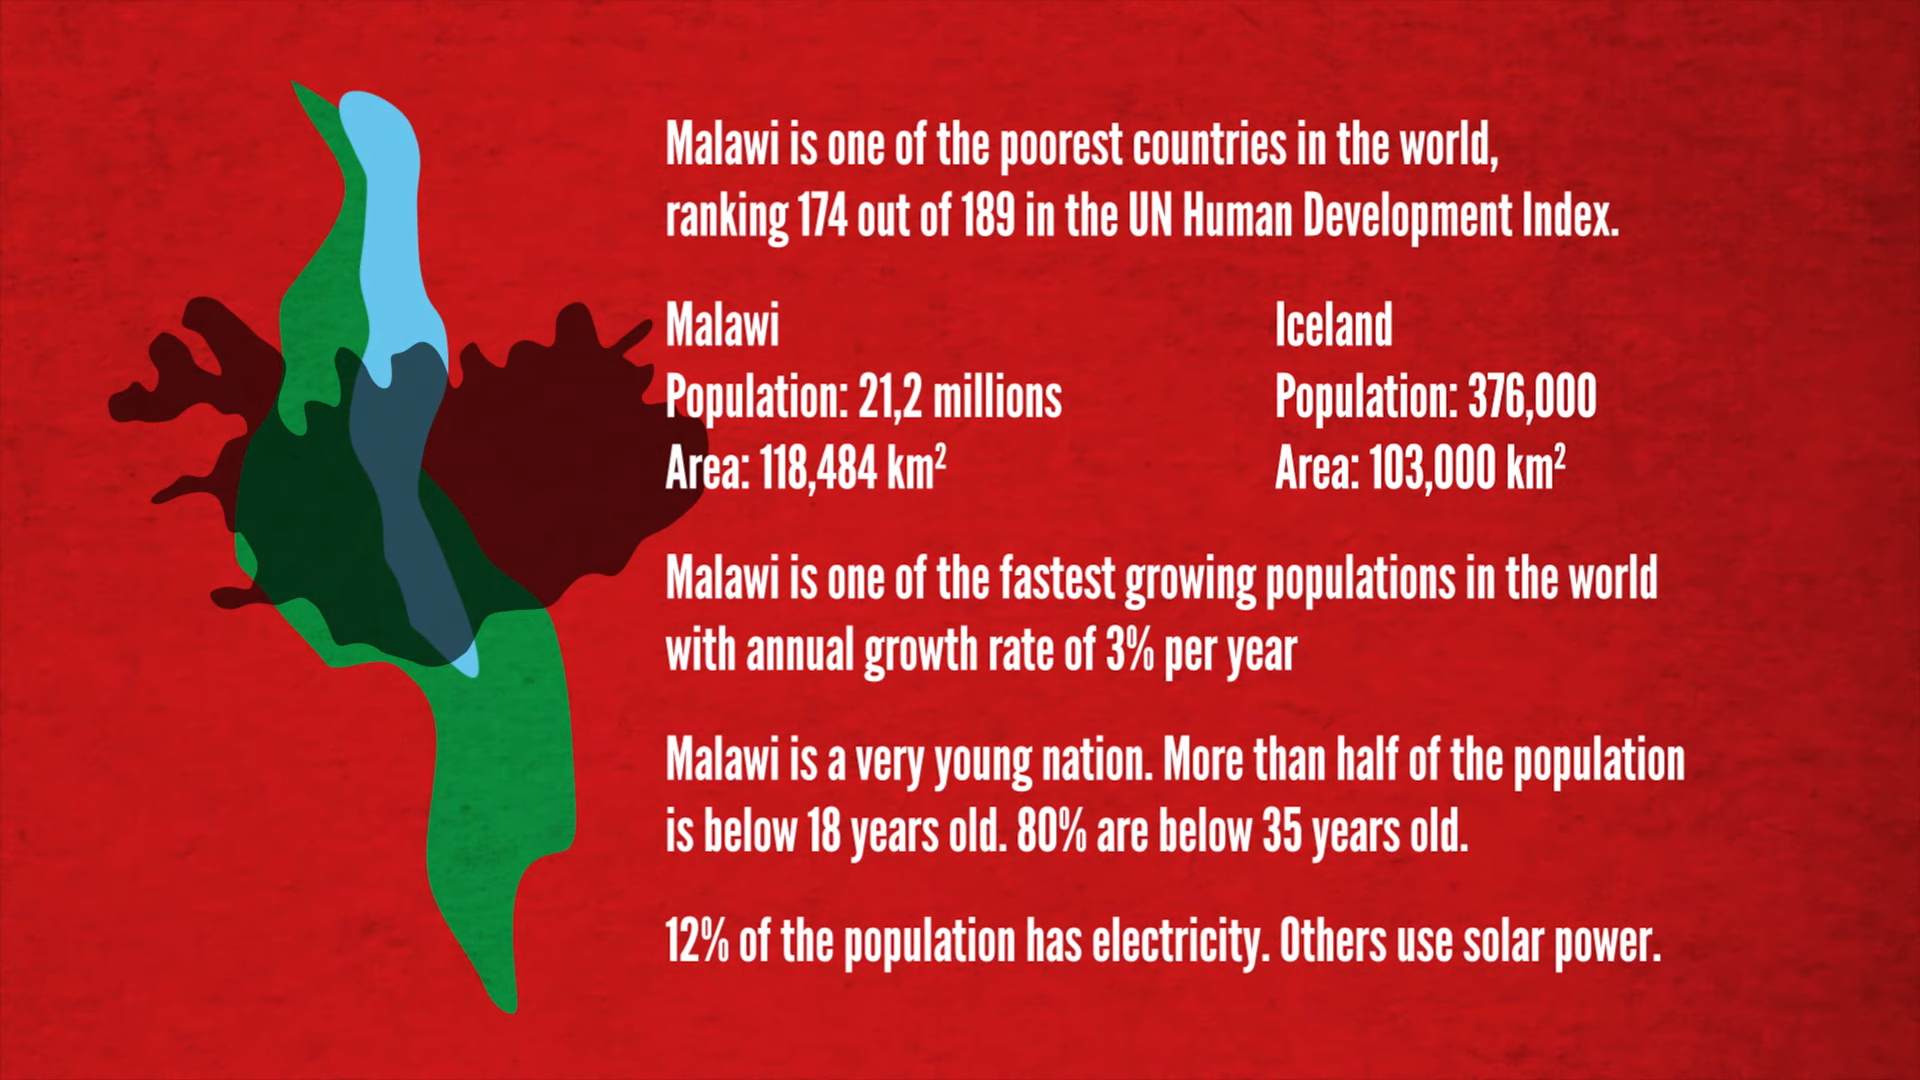 Malawi is one of the poorest countries in the world,
ranking 174 out of 189 in the UN Human Development Index.
Malawi
Population: 21,2 millions
Area: 118,484 km²
Iceland
Population: 376,000
Area: 103,000 km²
Malawi is one of the fastest growing populations in the world
with annual growth rate of 3% per year
Malawi is a very young nation. More than half of the population
is below 18 years old. 80% are below 35 years old.
12% of the population has electricity. Others use solar power.